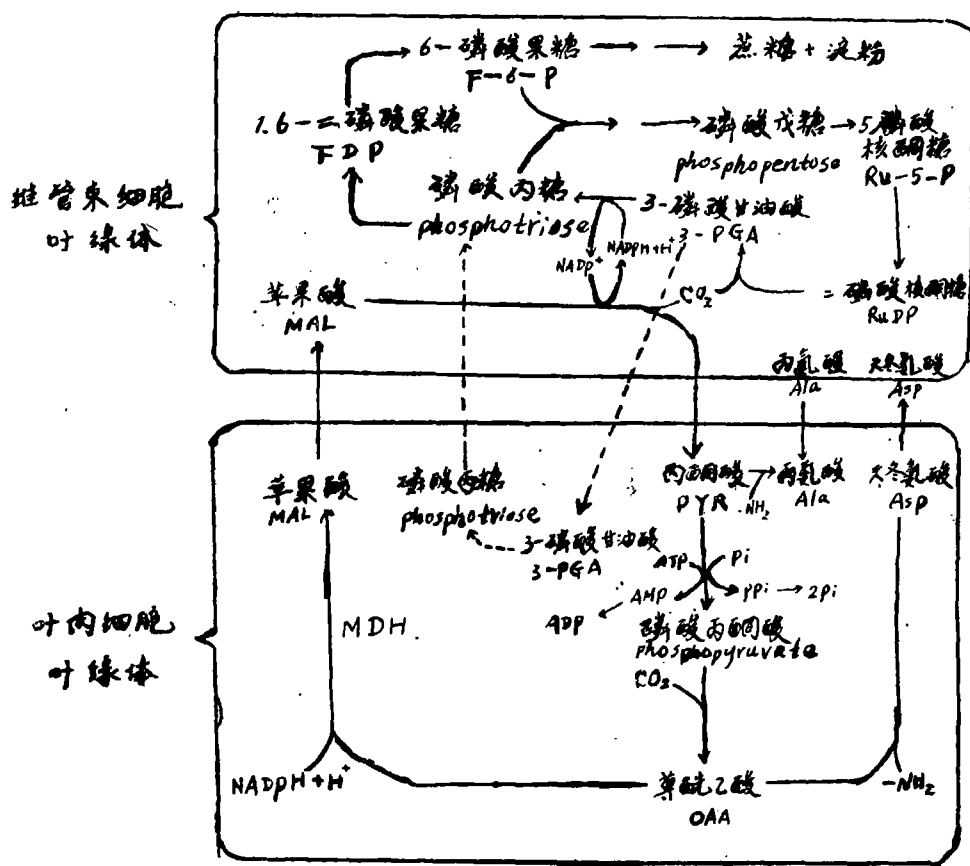 6-磷酸果糖
F-6-P
蔗糖+淀粉
1.6-二磷酸果糖
FDP
磷酸戊糖
phosphopentose
5磷酸
核酮糖
Ru-5-P
维管束细胞
叶绿体
磷酸丙糖
phosphotriase
3-磷酸甘油酸
3-PGA
NADP+
NADPH+H+
苹果酸
MAL
CO2
=磷酸核酮糖
RuDP
丙氨酸
Ala
天冬氨酸
Asp
苹果酸
MAL
磷酸丙糖
phosphotriase
3-磷酸甘油酸
3-PGA
丙酮酸
PYR
-NH2
丙氨酸
Ala
天冬氨酸
Asp
ATP
Pi
AMP
PPi
2Pi
ADP
叶肉细胞
叶绿体
MDH.
磷酸丙酮酸
phosphopyruvate
CO2
NADPH+H+
草酰乙酸
OAA
-NH2